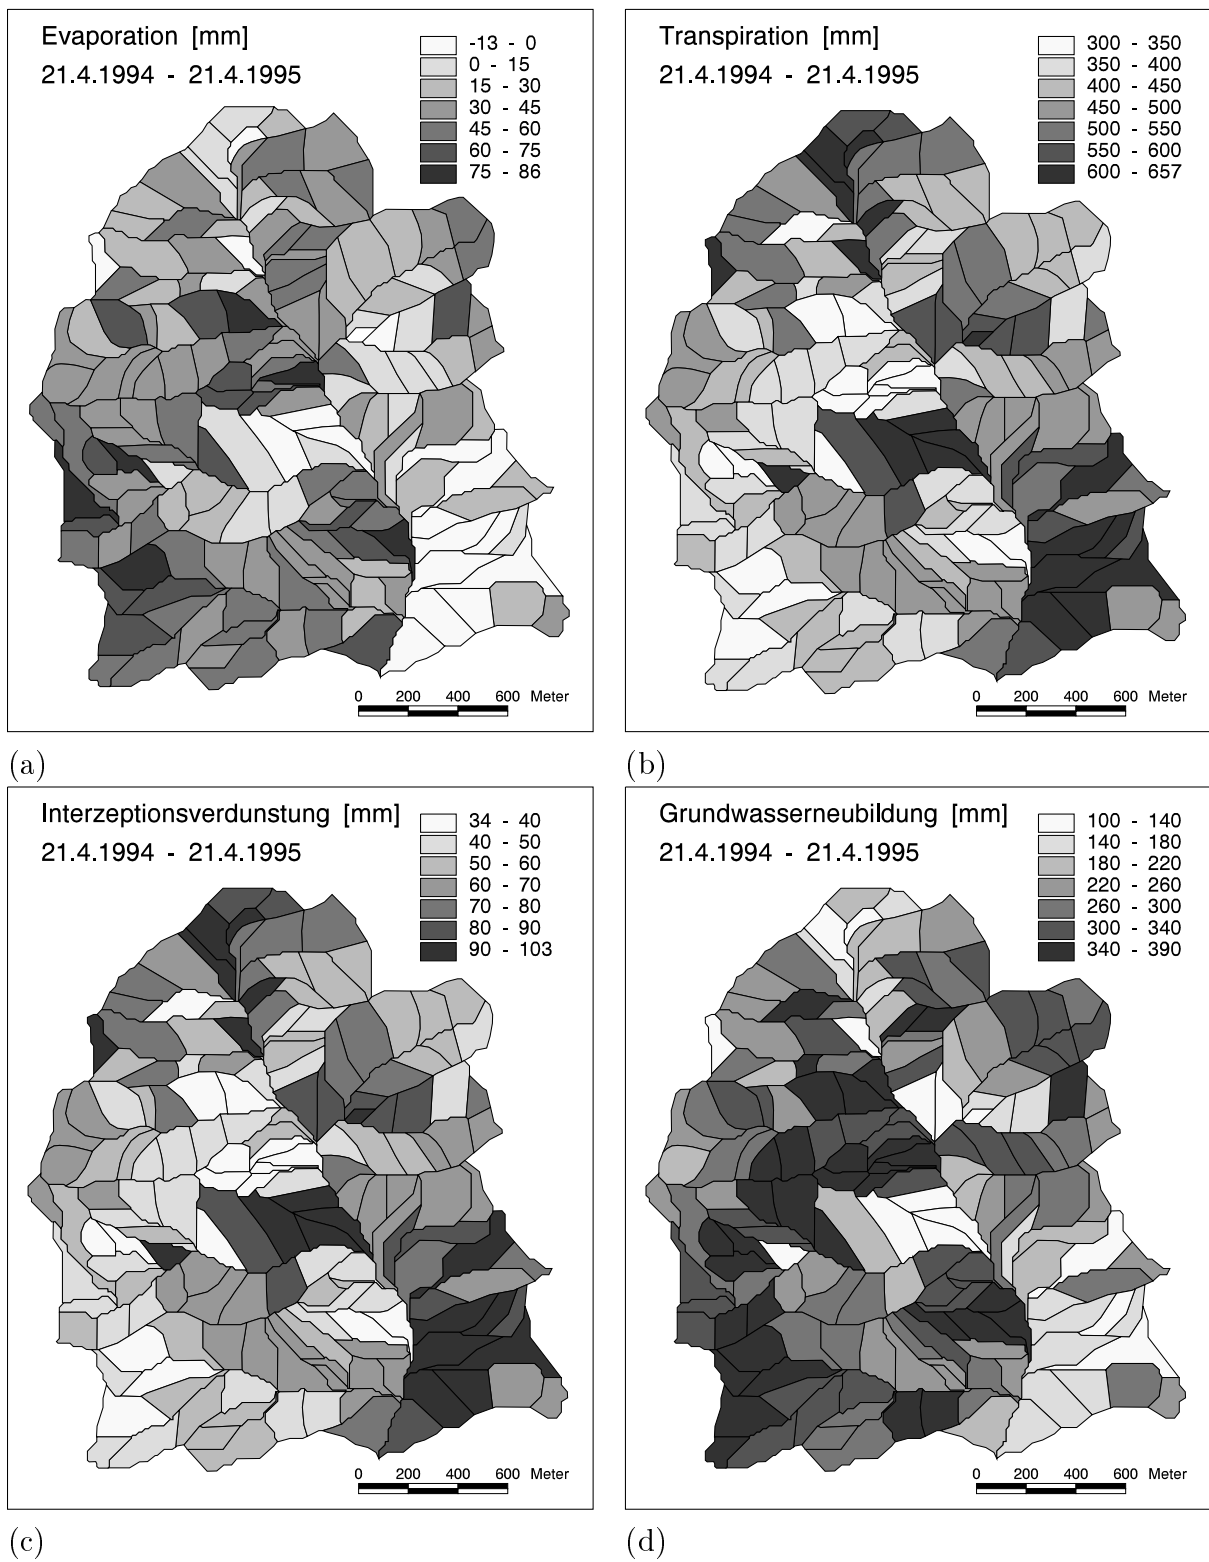 Evaporation [mm]
21.4.1994 - 21.4.1995
-13 - 0
0 - 15
15 - 30
30 - 45
45 - 60
60 - 75
75 - 86
0 200 400 600 Meter
(a)
Transpiration [mm]
21.4.1994 - 21.4.1995
300 - 350
350 - 400
400 - 450
450 - 500
500 - 550
550 - 600
600 - 657
0 200 400 600 Meter
(b)
Interzeptionsverdunstung [mm]
21.4.1994 - 21.4.1995
34 - 40
40 - 50
50 - 60
60 - 70
70 - 80
80 - 90
90 - 103
0 200 400 600 Meter
(c)
Grundwasserneubildung [mm]
21.4.1994 - 21.4.1995
100 - 140
140 - 180
180 - 220
220 - 260
260 - 300
300 - 340
340 - 390
0 200 400 600 Meter
(d)